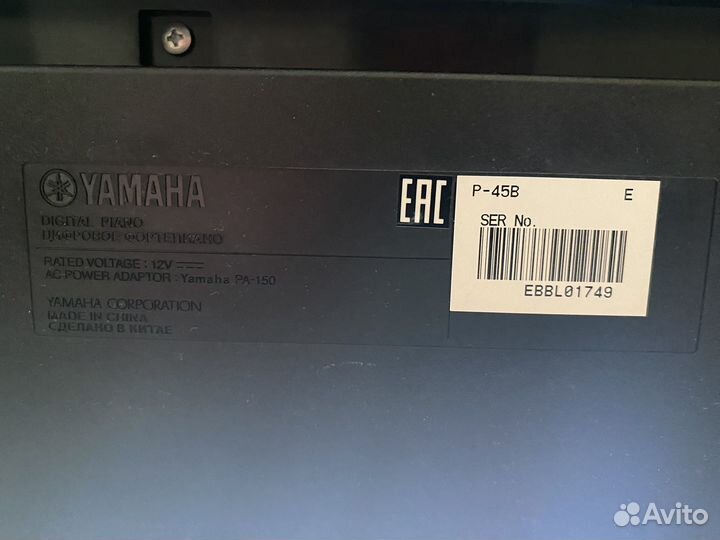 YAMAHA
DIGITAL PIANO
ЦИФРОВОЕ ФОРТЕПИАНО
RATED VOLTAGE : 12V
AC POWER ADAPTOR : Yamaha PA-150
YAMAHA CORPORATION
MADE IN CHINA
СДЕЛАНО В КИТАЕ
EAC
P-45B E
SER No.
EBBL01749
Avito